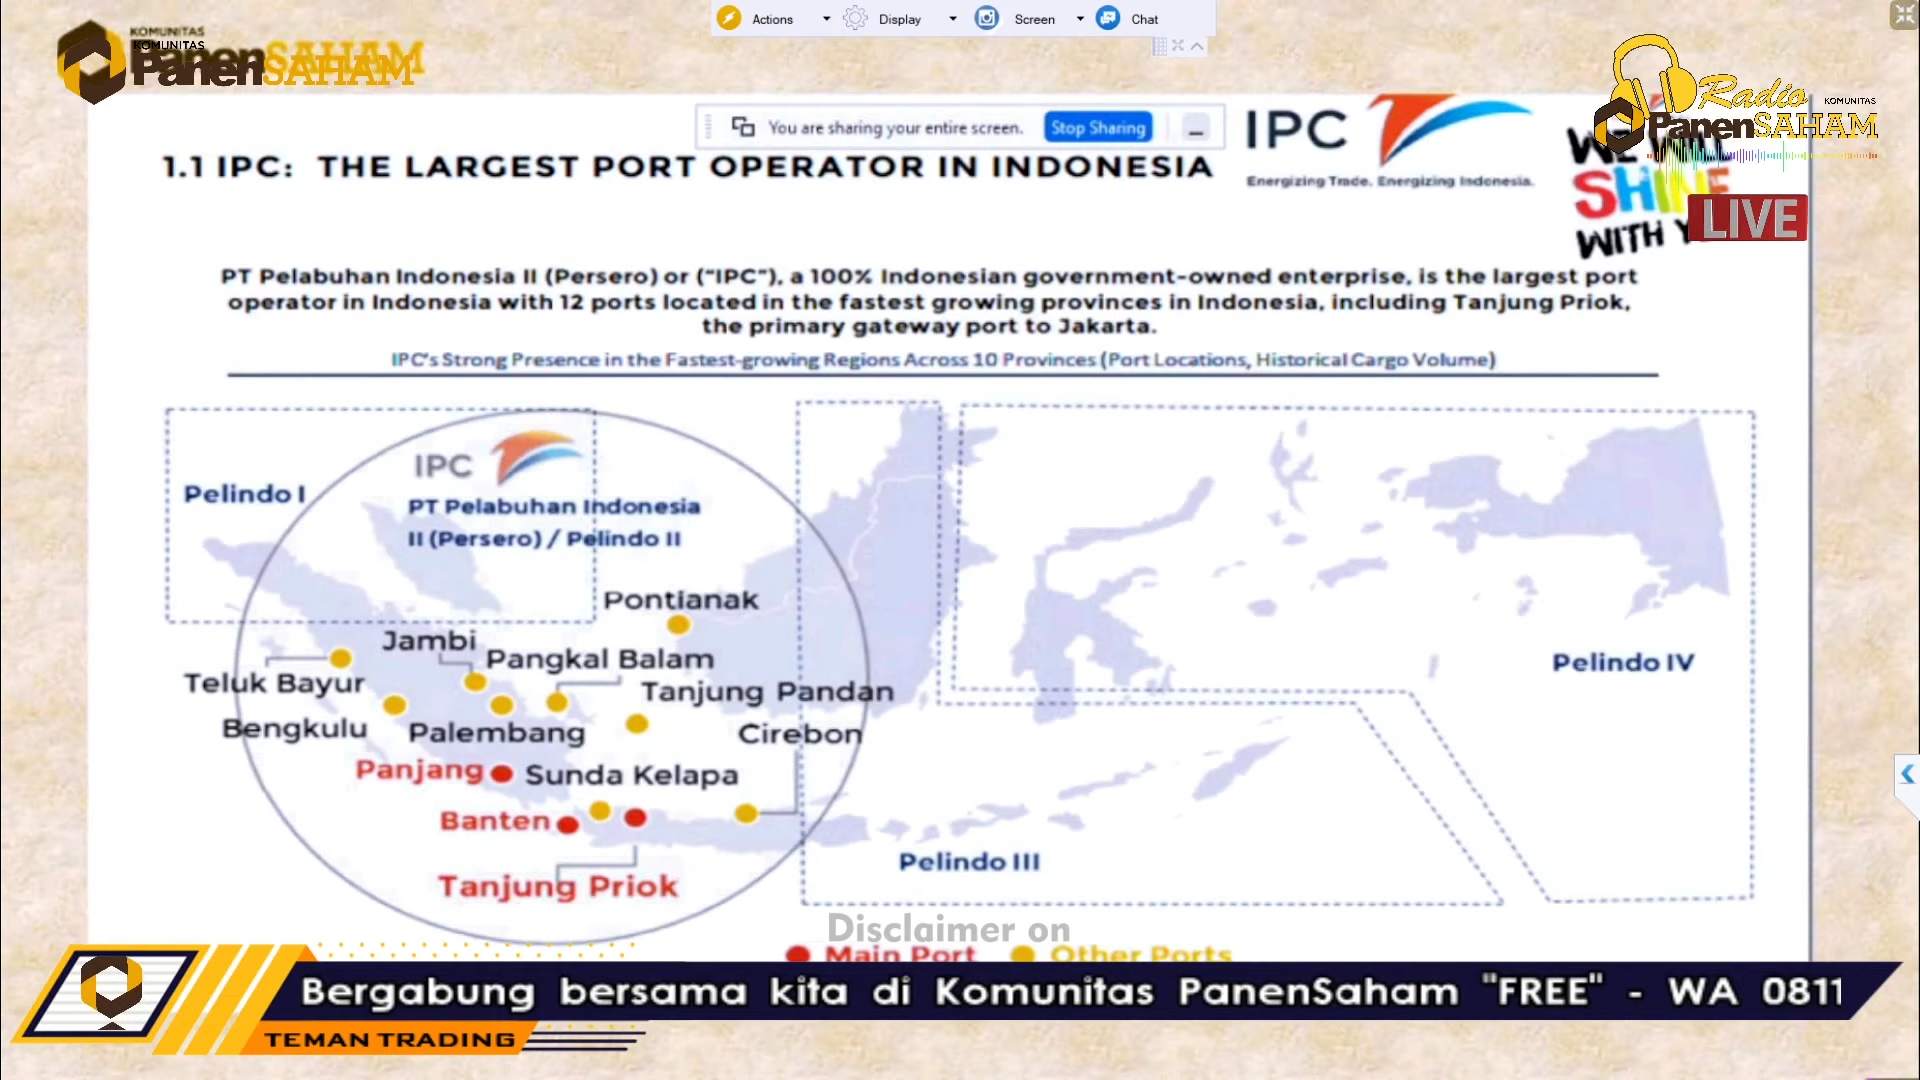 Actions
Display
Screen
Chat
KOMUNITAS
KOMUNITAS
PanenSAHAM
PanenSAHAM
Radio
KOMUNITAS
PanenSAHAM
You are sharing your entire screen.
Stop Sharing
IPC
Energizing Trade. Energizing Indonesia.
WE WILL
SHINE
WITH
LIVE
1.1 IPC: THE LARGEST PORT OPERATOR IN INDONESIA
PT Pelabuhan Indonesia II (Persero) or ("IPC"), a 100% Indonesian government-owned enterprise, is the largest port
operator in Indonesia with 12 ports located in the fastest growing provinces in Indonesia, including Tanjung Priok,
the primary gateway port to Jakarta.
IPC's Strong Presence in the Fastest-growing Regions Across 10 Provinces (Port Locations, Historical Cargo Volume)
IPC
Pelindo I
PT Pelabuhan Indonesia
II (Persero) / Pelindo II
Pontianak
Jambi
Pangkal Balam
Teluk Bayur
Tanjung Pandan
Bengkulu
Palembang
Cirebon
Panjang
Sunda Kelapa
Banten
Tanjung Priok
Pelindo III
Pelindo IV
Disclaimer on
Main Port
Other Ports
Bergabung bersama kita di Komunitas PanenSaham "FREE" - WA 0811
TEMAN TRADING